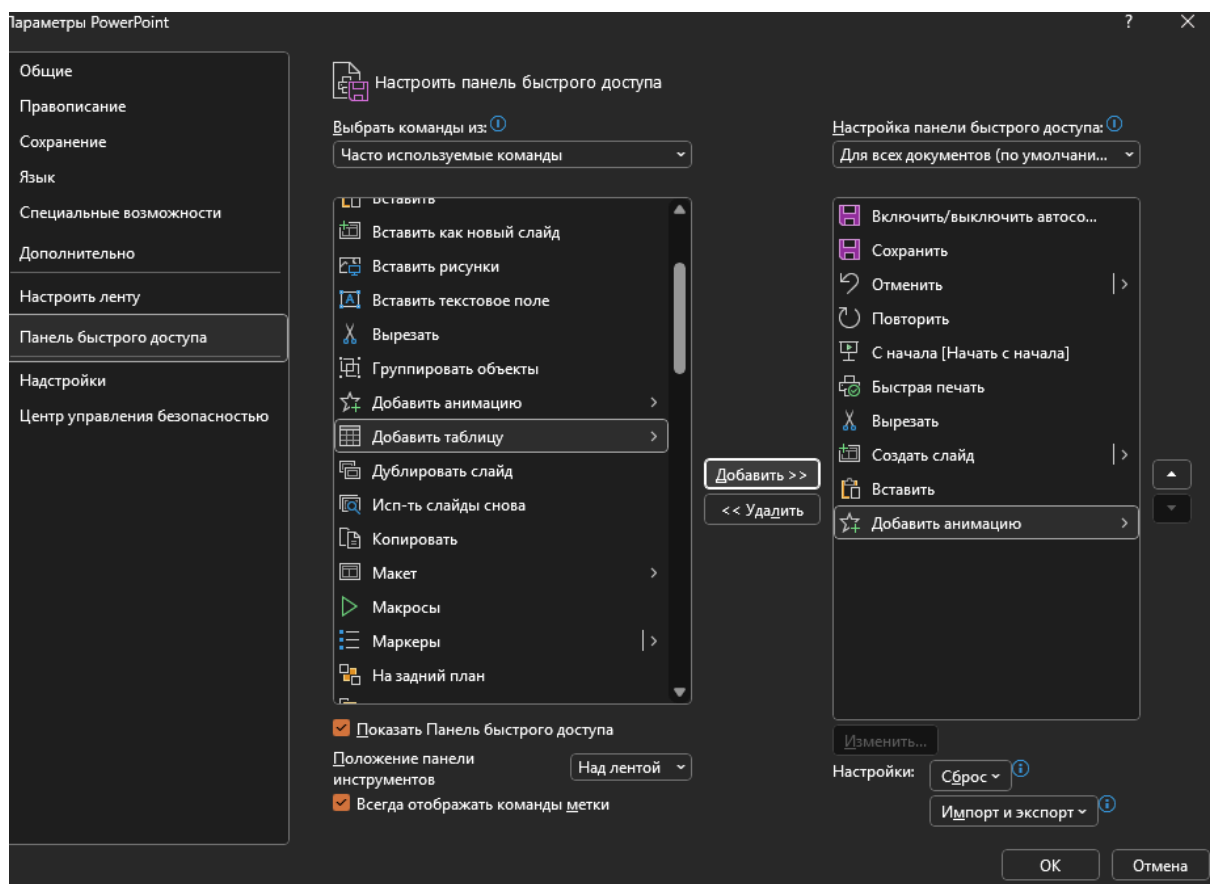 Параметры PowerPoint
?
Общие
Правописание
Сохранение
Язык
Специальные возможности
Дополнительно
Настроить ленту
Панель быстрого доступа
Надстройки
Центр управления безопасностью
Настроить панель быстрого доступа
Выбрать команды из:
Часто используемые команды
Вставить
Вставить как новый слайд
Вставить рисунки
Вставить текстовое поле
Вырезать
Группировать объекты
Добавить анимацию
Добавить таблицу
Дублировать слайд
Исп-ть слайды снова
Копировать
Макет
Макросы
Маркеры
На задний план
Показать Панель быстрого доступа
Положение панели
инструментов
Над лентой
Всегда отображать команды метки
Добавить >>
<< Удалить
Настройка панели быстрого доступа:
Для всех документов (по умолчани...
Включить/выключить автосо...
Сохранить
Отменить
Повторить
С начала [Начать с начала]
Быстрая печать
Вырезать
Создать слайд
Вставить
Добавить анимацию
Изменить...
Настройки:
Сброс
Импорт и экспорт
ОК
Отмена